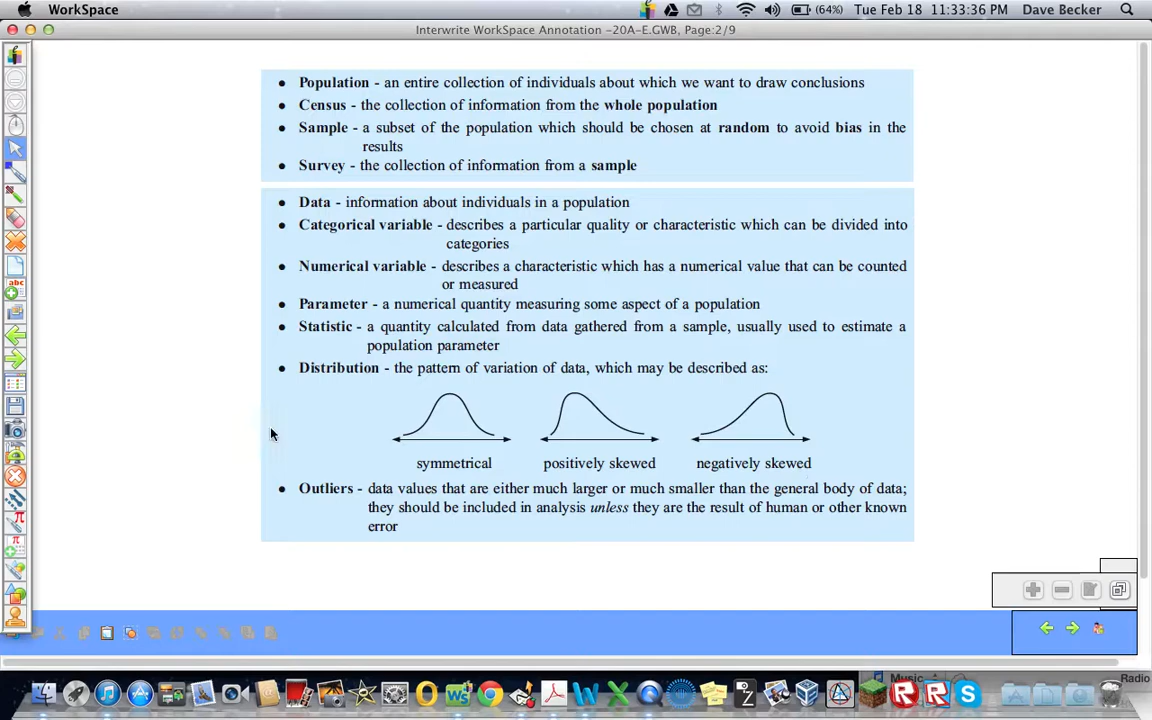 WorkSpace
(64%) Tue Feb 18 11:33:36 PM Dave Becker
Interwrite WorkSpace Annotation -20A-E.GWB, Page:2/9
• Population - an entire collection of individuals about which we want to draw conclusions
• Census - the collection of information from the whole population
• Sample - a subset of the population which should be chosen at random to avoid bias in the
results
• Survey - the collection of information from a sample
• Data - information about individuals in a population
• Categorical variable - describes a particular quality or characteristic which can be divided into
categories
• Numerical variable - describes a characteristic which has a numerical value that can be counted
or measured
• Parameter - a numerical quantity measuring some aspect of a population
• Statistic - a quantity calculated from data gathered from a sample, usually used to estimate a
population parameter
• Distribution - the pattern of variation of data, which may be described as:
symmetrical positively skewed negatively skewed
• Outliers - data values that are either much larger or much smaller than the general body of data;
they should be included in analysis unless they are the result of human or other known
error
abc
π
π
Music
Radio